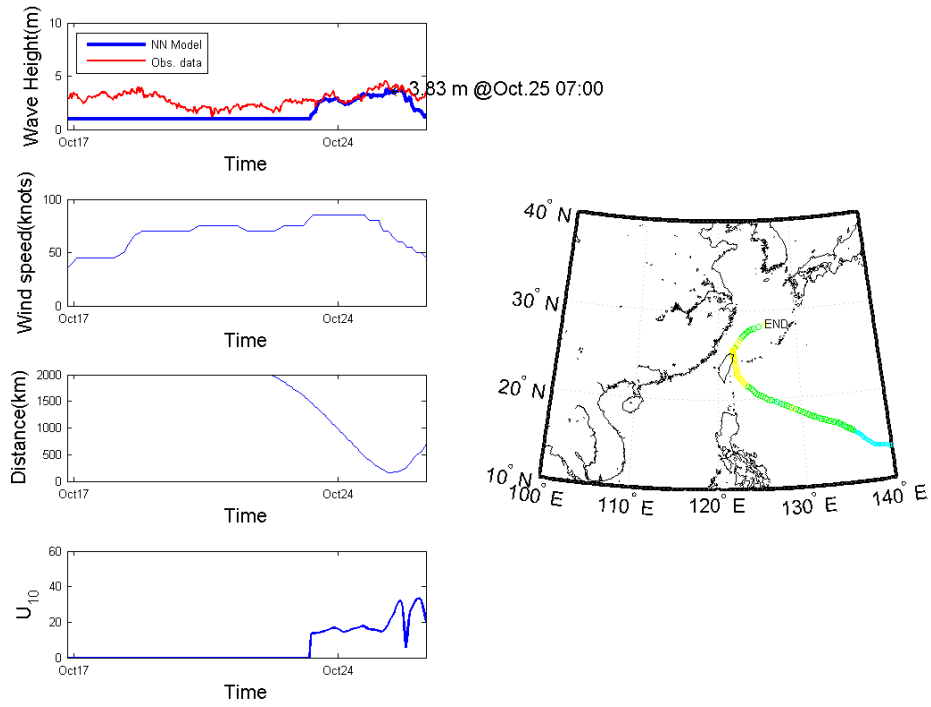 10
5
0
Wave Height(m)
NN Model
Obs. data
3.83 m @Oct.25 07:00
Oct17
Oct24
Time
100
50
0
Wind speed(knots)
Oct17
Oct24
Time
2000
1500
1000
500
0
Distance(km)
Oct17
Oct24
Time
60
40
20
0
U10
Oct17
Oct24
Time
40° N
30° N
20° N
10° N
100° E
110° E
120° E
130° E
140° E
END